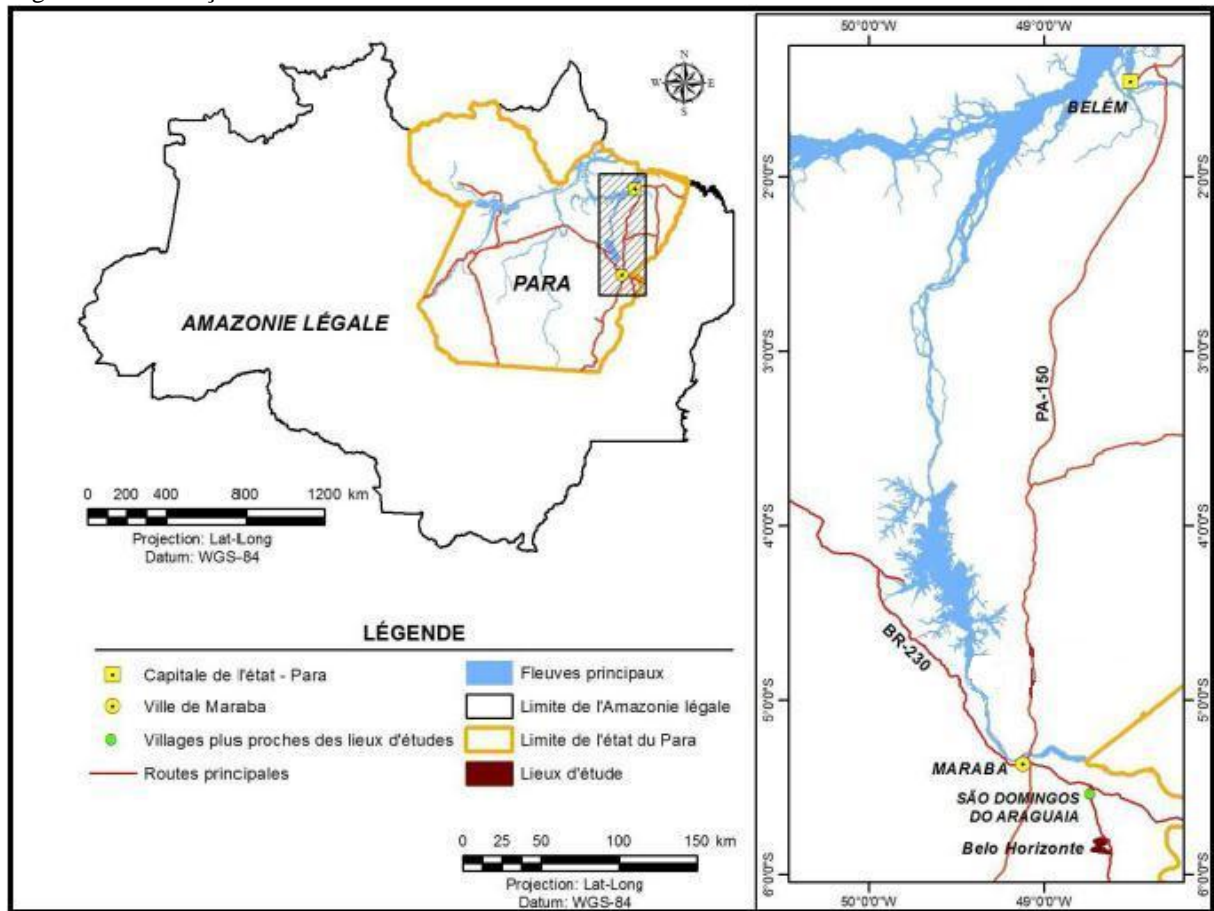 N
W
E
S
PARA
AMAZONIE LÉGALE
0 200 400 800 1200 km
Projection: Lat-Long
Datum: WGS-84
LÉGENDE
Capitale de l'état - Para
Ville de Maraba
Villages plus proches des lieux d'études
Routes principales
Fleuves principaux
Limite de l'Amazonie légale
Limite de l'état du Para
Lieux d'étude
0 25 50 100 150 km
Projection: Lat-Long
Datum: WGS-84
50°0'0"W 49°0'0"W
BELÉM
2°0'0"S
2°0'0"S
3°0'0"S
3°0'0"S
PA-150
4°0'0"S
4°0'0"S
BR-230
5°0'0"S
5°0'0"S
MARABA
SÃO DOMINGOS
DO ARAGUAIA
Belo Horizonte
6°0'0"S
6°0'0"S
50°0'0"W 49°0'0"W